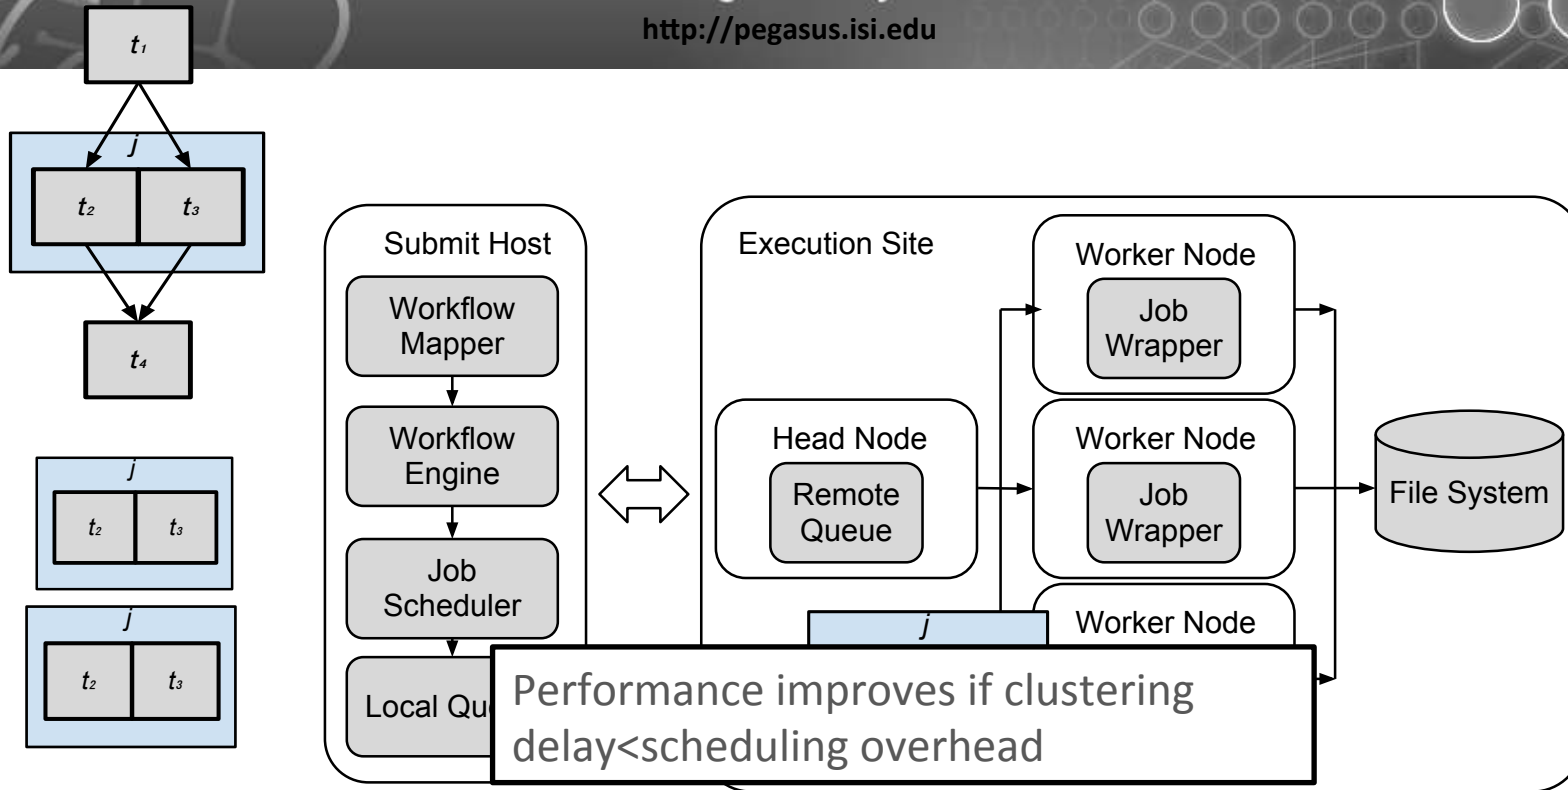 http://pegasus.isi.edu
t1
j
t2
t3
t4
j
t2
t3
j
t2
t3
Submit Host
Workflow
Mapper
Workflow
Engine
Job
Scheduler
Local
Execution Site
Head Node
Remote
Queue
Worker Node
Job
Wrapper
Worker Node
Job
Wrapper
Worker Node
j
File System
Performance improves if clustering
delay<scheduling overhead